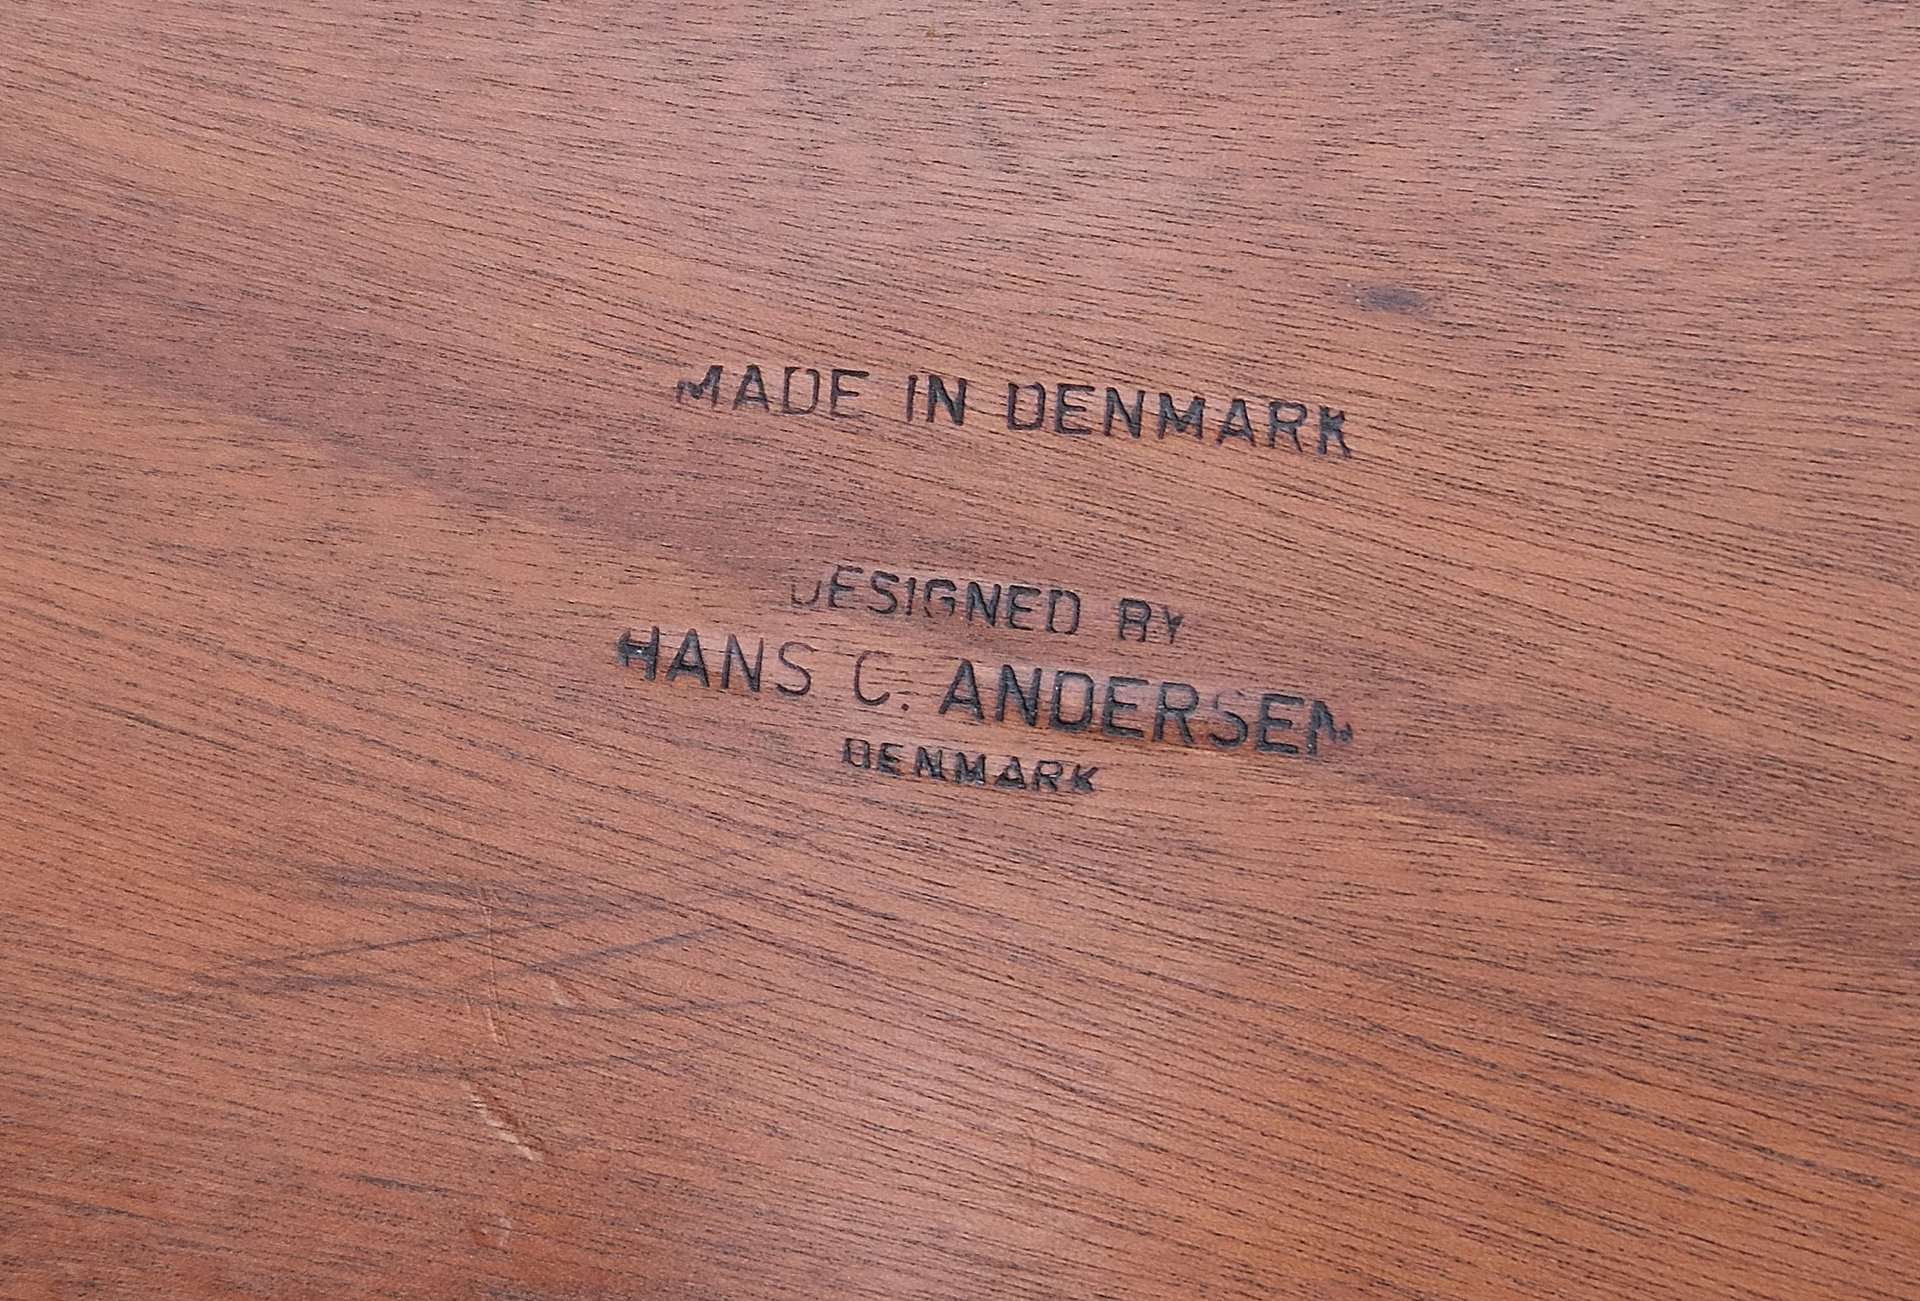 MADE IN DENMARK
DESIGNED BY
HANS C. ANDERSEN
DENMARK